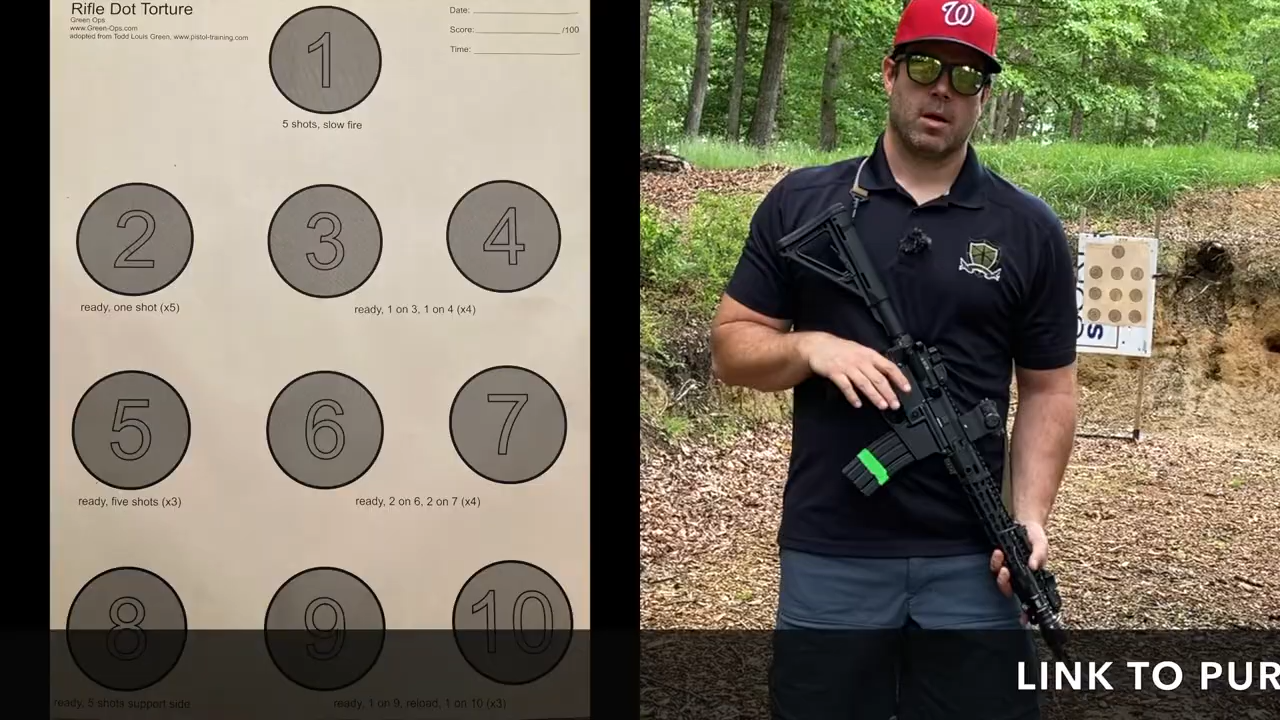 Rifle Dot Torture
Green Ops
www.Green-Ops.com
adopted from Todd Louis Green, www.pistol-training.com
Date:
Score: /100
Time:
1
5 shots, slow fire
2
3
4
ready, one shot (x5)
ready, 1 on 3, 1 on 4 (x4)
5
6
7
ready, five shots (x3)
ready, 2 on 6, 2 on 7 (x4)
8
9
10
ready, 5 shots support side
ready, 1 on 9, reload, 1 on 10 (x3)
W
LINK TO PUR